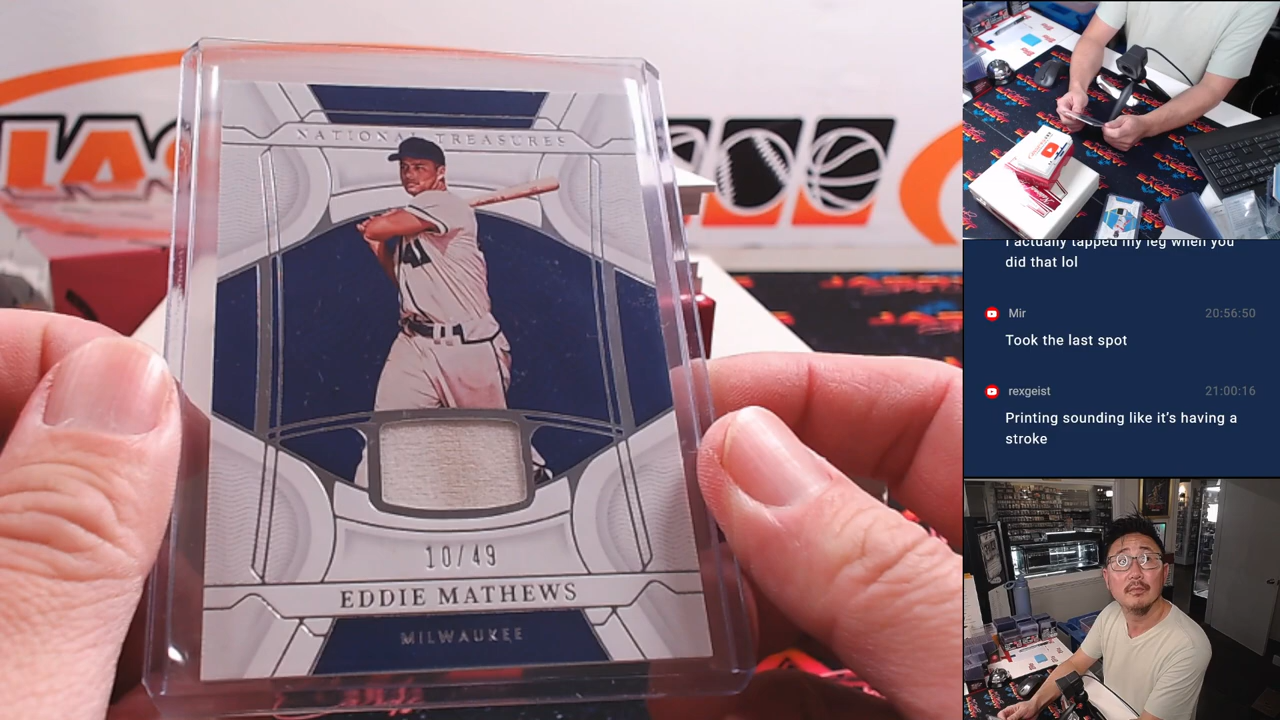 NATIONAL TREASURES
41
10/49
EDDIE MATHEWS
MILWAUKEE
I actually tapped my leg when you
did that lol
Mir 20:56:50
Took the last spot
rexgeist 21:00:16
Printing sounding like it's having a
stroke